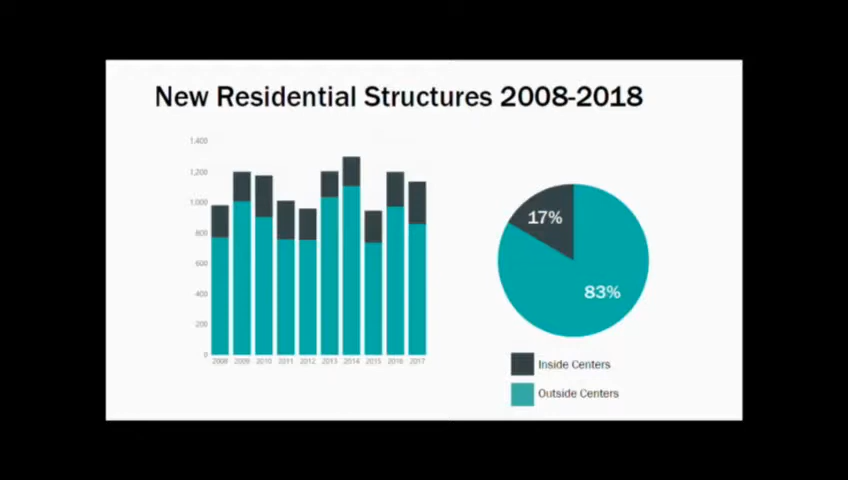 New Residential Structures 2008-2018
1,400
1,200
1,000
800
600
400
200
0
2008 2009 2010 2011 2012 2013 2014 2015 2016 2017
17%
83%
Inside Centers
Outside Centers